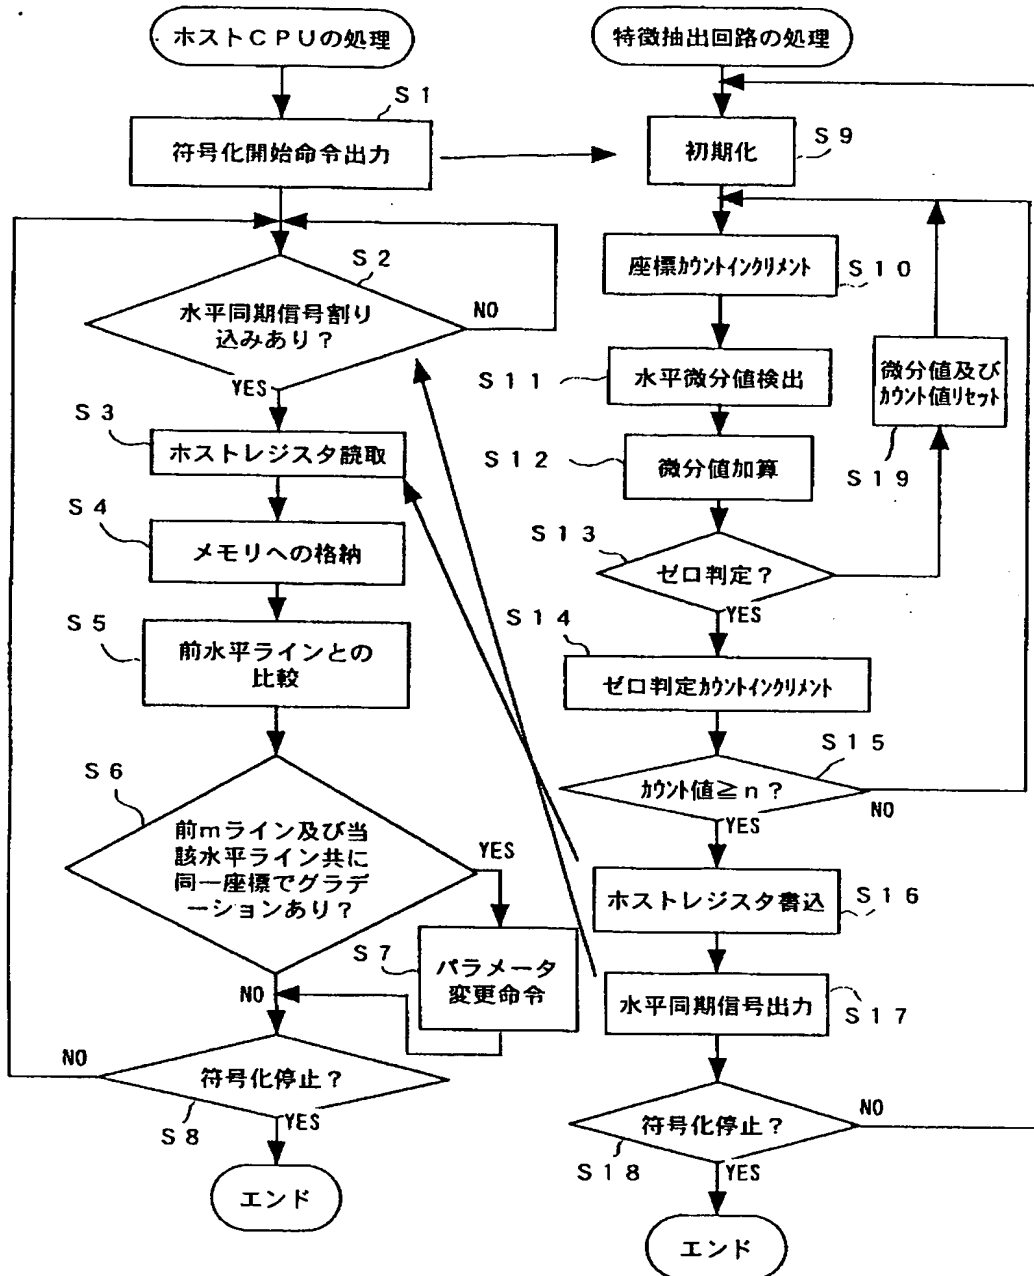 ホストCPUの処理
S1
符号化開始命令出力
S2
水平同期信号割り
込みあり？
NO
YES
S3
ホストレジスタ読取
S4
メモリへの格納
S5
前水平ラインとの
比較
S6
前mライン及び当
該水平ライン共に
同一座標でグラデ
ーションあり？
YES
S7
パラメータ
変更命令
NO
NO
符号化停止？
S8
YES
エンド
特徴抽出回路の処理
初期化
S9
座標カウントインクリメント
S10
S11
水平微分値検出
微分値及び
カウント値リセット
S19
S12
微分値加算
S13
ゼロ判定？
YES
S14
ゼロ判定カウントインクリメント
S15
カウント値≧n？
NO
YES
ホストレジスタ書込
S16
水平同期信号出力
S17
符号化停止？
NO
S18
YES
エンド